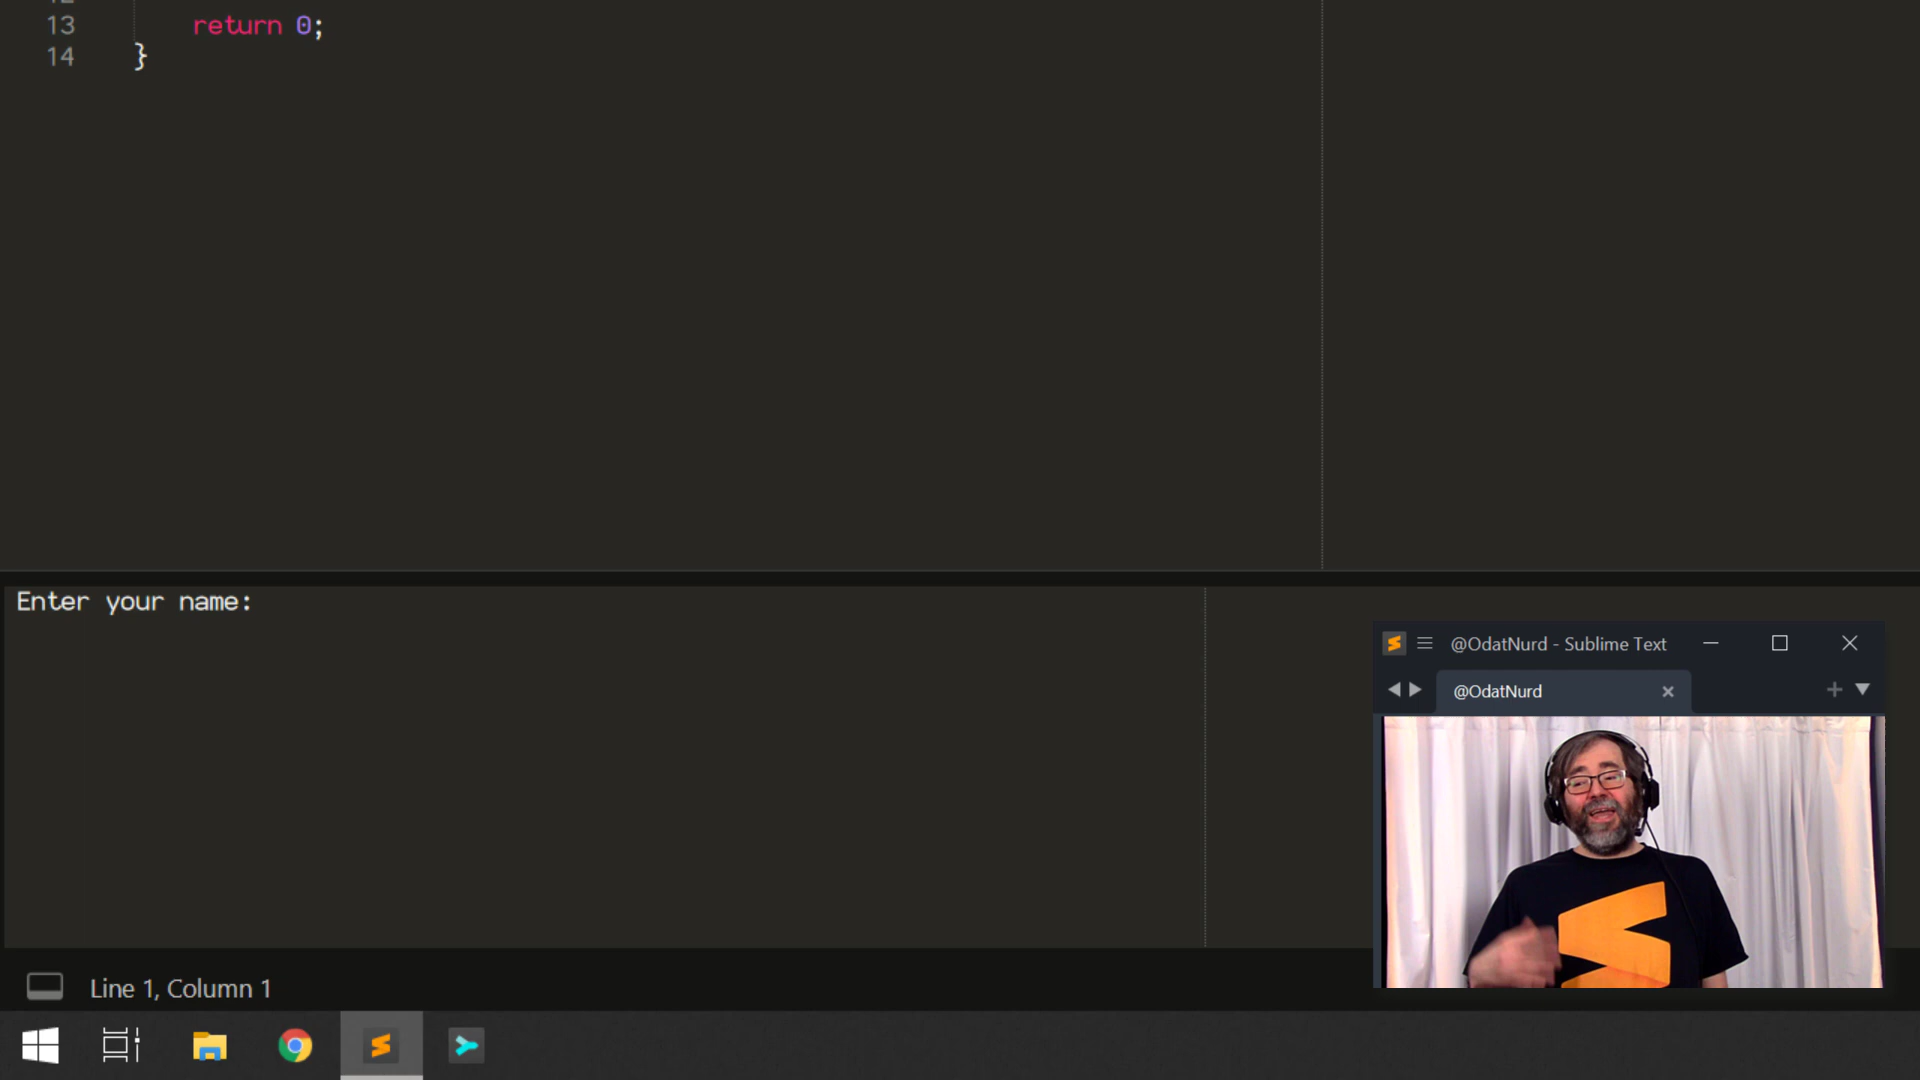 13 return 0;
14 }
Enter your name:
@OdatNurd - Sublime Text
@OdatNurd
Line 1, Column 1